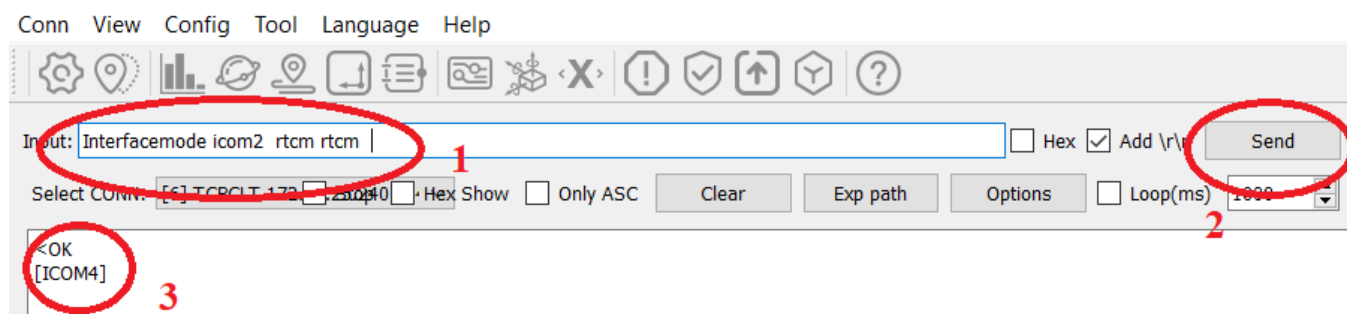 Conn View Config Tool Language Help
Input: Interfacemode icom2 rtcm rtcm Hex Add \r\n Send
1
Select CONN: Hex Show Only ASC Clear Exp path Options Loop(ms) 1000
2
<OK
[ICOM4]
3